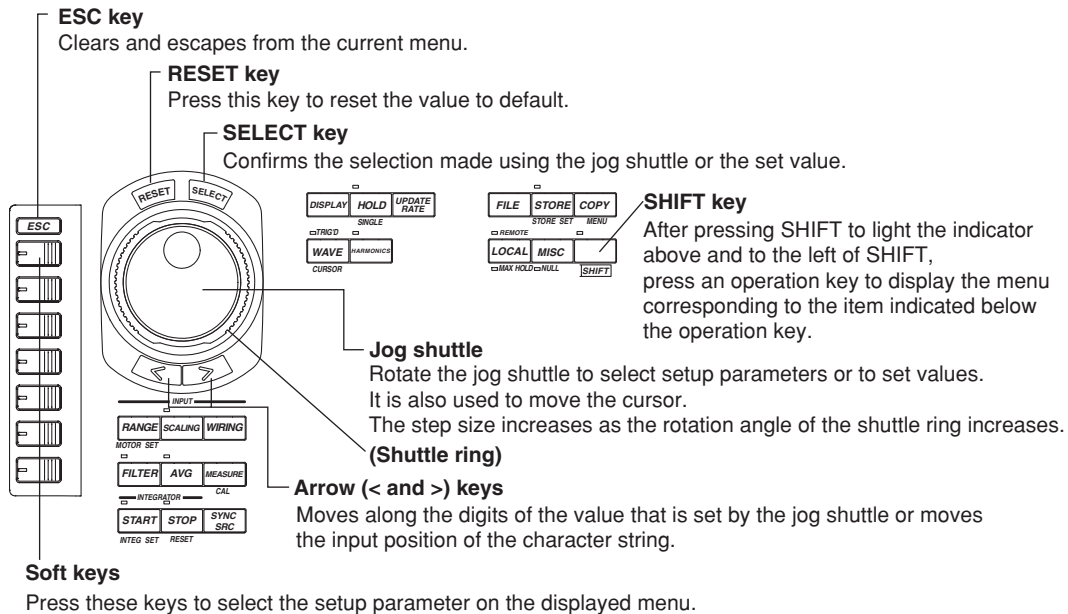 ESC key
Clears and escapes from the current menu.
RESET key
Press this key to reset the value to default.
SELECT key
Confirms the selection made using the jog shuttle or the set value.
RESET
SELECT
DISPLAY HOLD UPDATE RATE
SINGLE
TRIG'D
WAVE HARMONICS
CURSOR
FILE STORE COPY
STORE SET MENU
REMOTE
LOCAL MISC
MAX HOLD NULL SHIFT
SHIFT key
After pressing SHIFT to light the indicator
above and to the left of SHIFT,
press an operation key to display the menu
corresponding to the item indicated below
the operation key.
ESC
< >
Jog shuttle
Rotate the jog shuttle to select setup parameters or to set values.
It is also used to move the cursor.
The step size increases as the rotation angle of the shuttle ring increases.
(Shuttle ring)
INPUT
RANGE SCALING WIRING
MOTOR SET
FILTER AVG MEASURE
CAL
INTEGRATOR
START STOP SYNC SRC
INTEG SET RESET
Arrow (< and >) keys
Moves along the digits of the value that is set by the jog shuttle or moves
the input position of the character string.
Soft keys
Press these keys to select the setup parameter on the displayed menu.